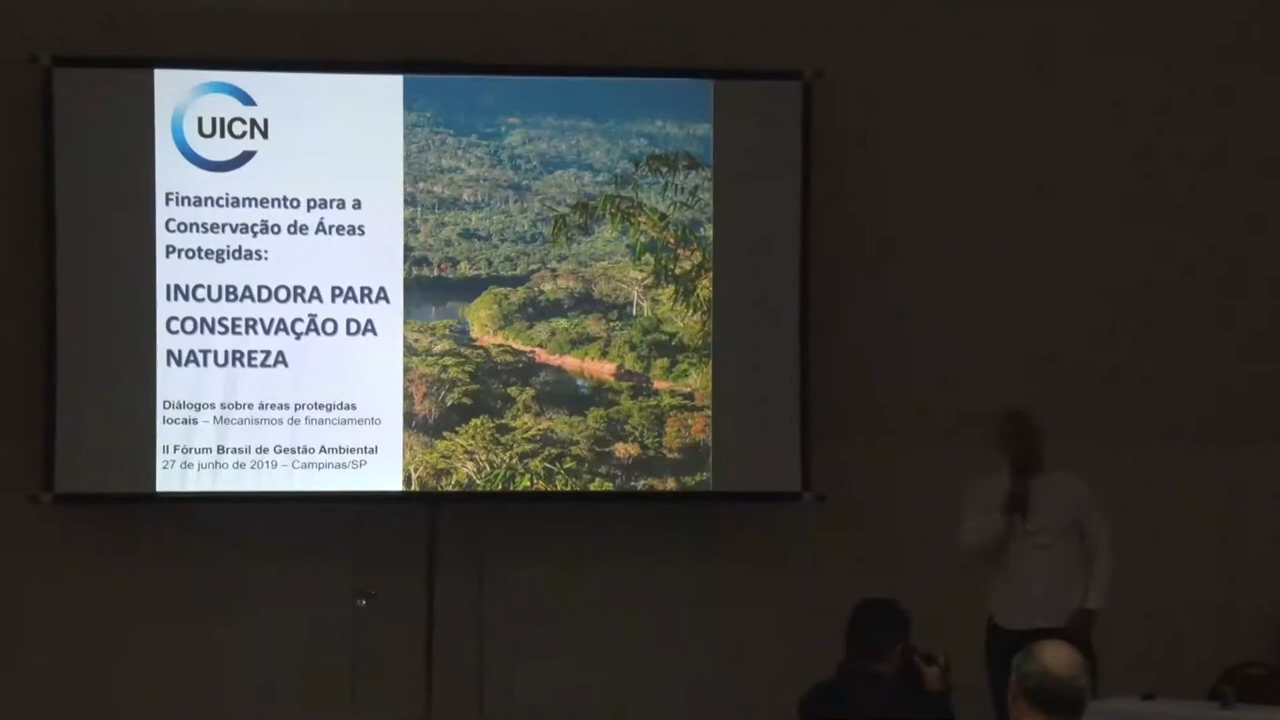 UICN
Financiamento para a
Conservação de Áreas
Protegidas:
INCUBADORA PARA
CONSERVAÇÃO DA
NATUREZA
Diálogos sobre áreas protegidas
locais – Mecanismos de financiamento
II Fórum Brasil de Gestão Ambiental
27 de junho de 2019 – Campinas/SP